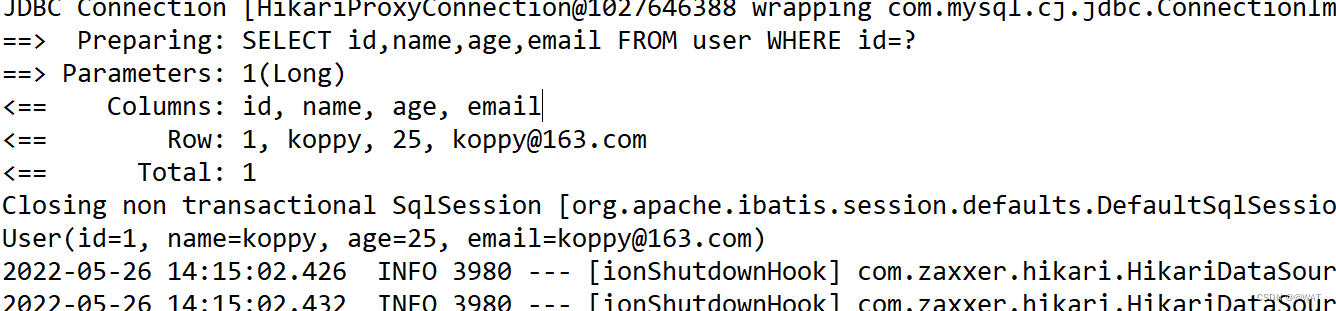 JDBC Connection [HikariProxyConnection@1027646388 wrapping com.mysql.cj.jdbc.ConnectionIm
==>  Preparing: SELECT id,name,age,email FROM user WHERE id=?
==> Parameters: 1(Long)
<==    Columns: id, name, age, email
<==        Row: 1, koppy, 25, koppy@163.com
<==      Total: 1
Closing non transactional SqlSession [org.apache.ibatis.session.defaults.DefaultSqlSessio
User(id=1, name=koppy, age=25, email=koppy@163.com)
2022-05-26 14:15:02.426  INFO 3980 --- [ionShutdownHook] com.zaxxer.hikari.HikariDataSour
2022-05-26 14:15:02.432  INFO 3980 --- [ionShutdownHook] com.zaxxer.hikari.HikariDataSour